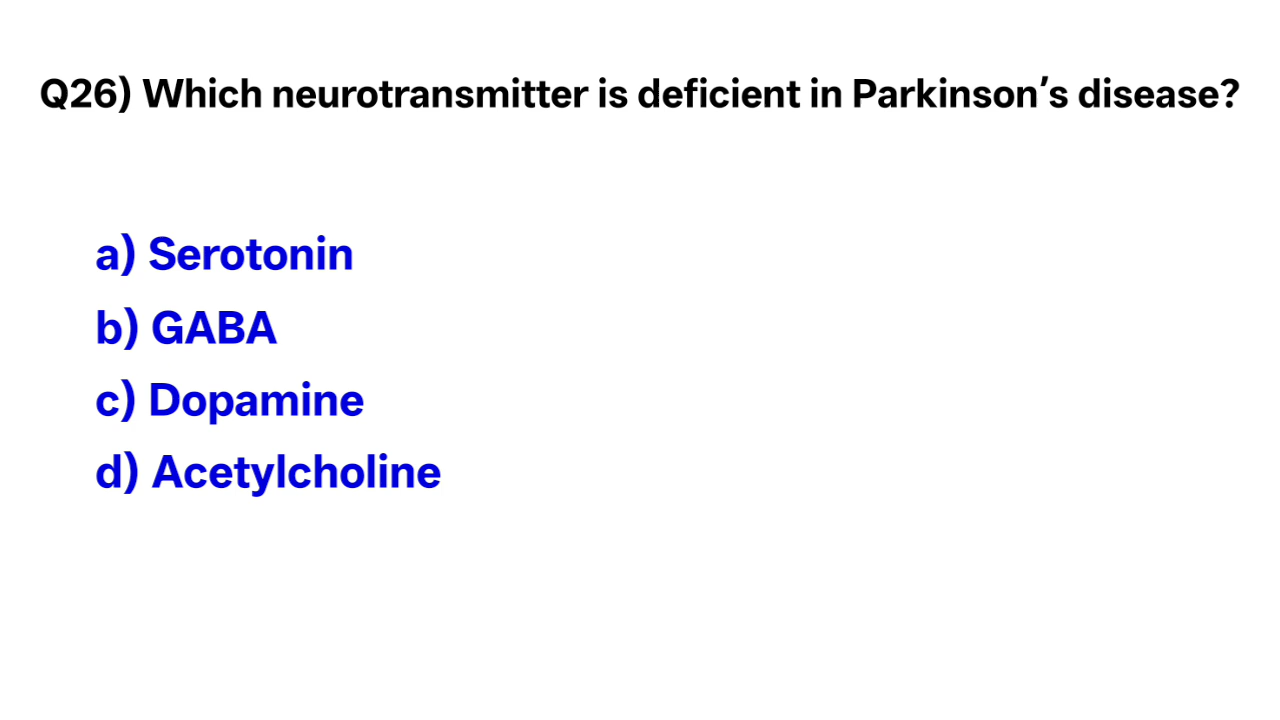 Q26) Which neurotransmitter is deficient in Parkinson’s disease?
a) Serotonin
b) GABA
c) Dopamine
d) Acetylcholine